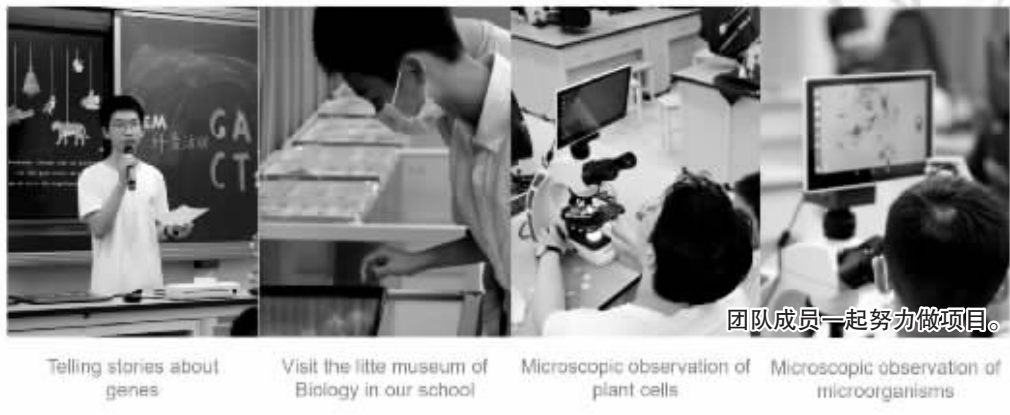 GA
CT
团队成员一起努力做项目。
Telling stories about
genes
Visit the litte museum of
Biology in our school
Microscopic observation of
plant cells
Microscopic observation of
microorganisms